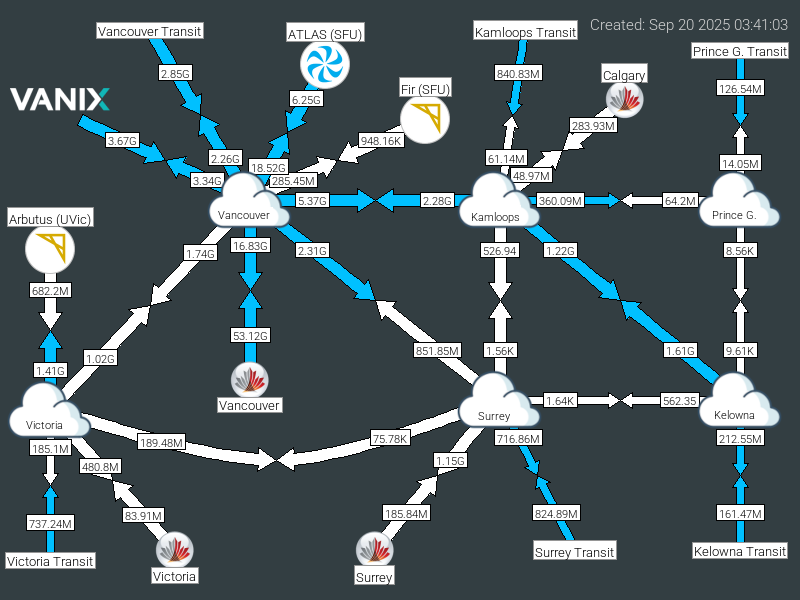 Created: Sep 20 2025 03:41:03
Vancouver Transit
ATLAS (SFU)
Kamloops Transit
Prince G. Transit
2.85G
840.83M
Calgary
6.25G
Fir (SFU)
126.54M
VANIX
283.93M
3.67G
948.16K
2.26G
61.14M
14.05M
18.52G
48.97M
3.34G
285.45M
5.37G
2.28G
360.09M
64.2M
Arbutus (UVic)
Vancouver
Kamloops
Prince G.
16.83G
1.74G
2.31G
526.94
1.22G
8.56K
682.2M
53.12G
1.02G
851.85M
1.56K
1.61G
9.61K
1.41G
Vancouver
1.64K
562.35
Victoria
Surrey
Kelowna
185.1M
189.48M
75.78K
716.86M
212.55M
480.8M
1.15G
737.24M
83.91M
185.84M
824.89M
161.47M
Victoria Transit
Surrey Transit
Kelowna Transit
Victoria
Surrey